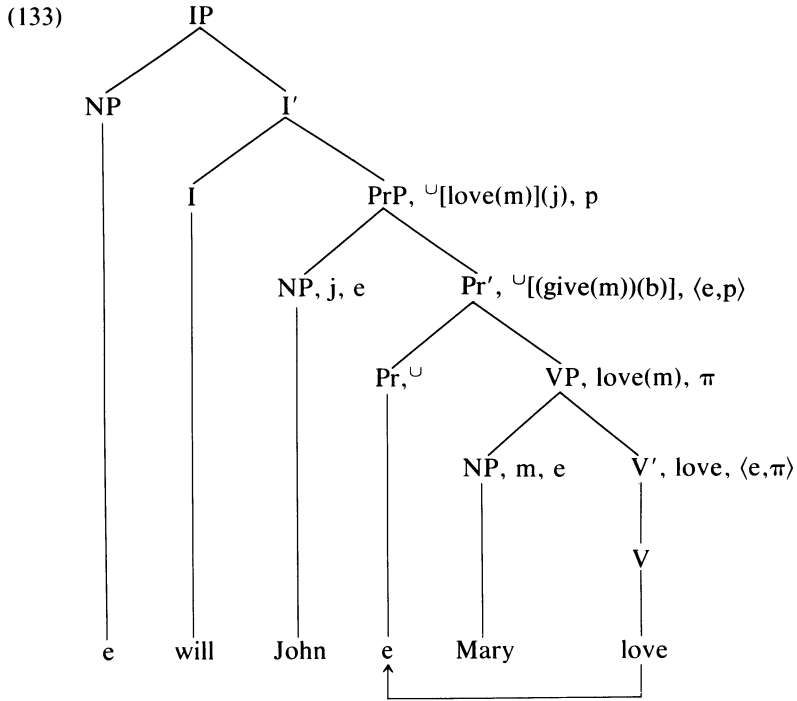 (133) IP
NP I′
I PrP, ∪[love(m)](j), p
NP, j, e Pr′, ∪[(give(m))(b)], ⟨e,p⟩
Pr,∪ VP, love(m), π
NP, m, e V′, love, ⟨e,π⟩
V
e will John e Mary love